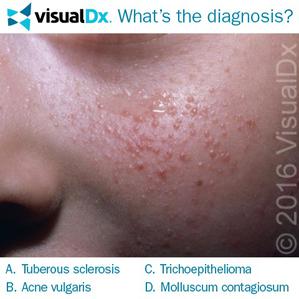 visualDx. What's the diagnosis?
© 2016 VisualDx
A. Tuberous sclerosis
B. Acne vulgaris
C. Trichoepithelioma
D. Molluscum contagiosum